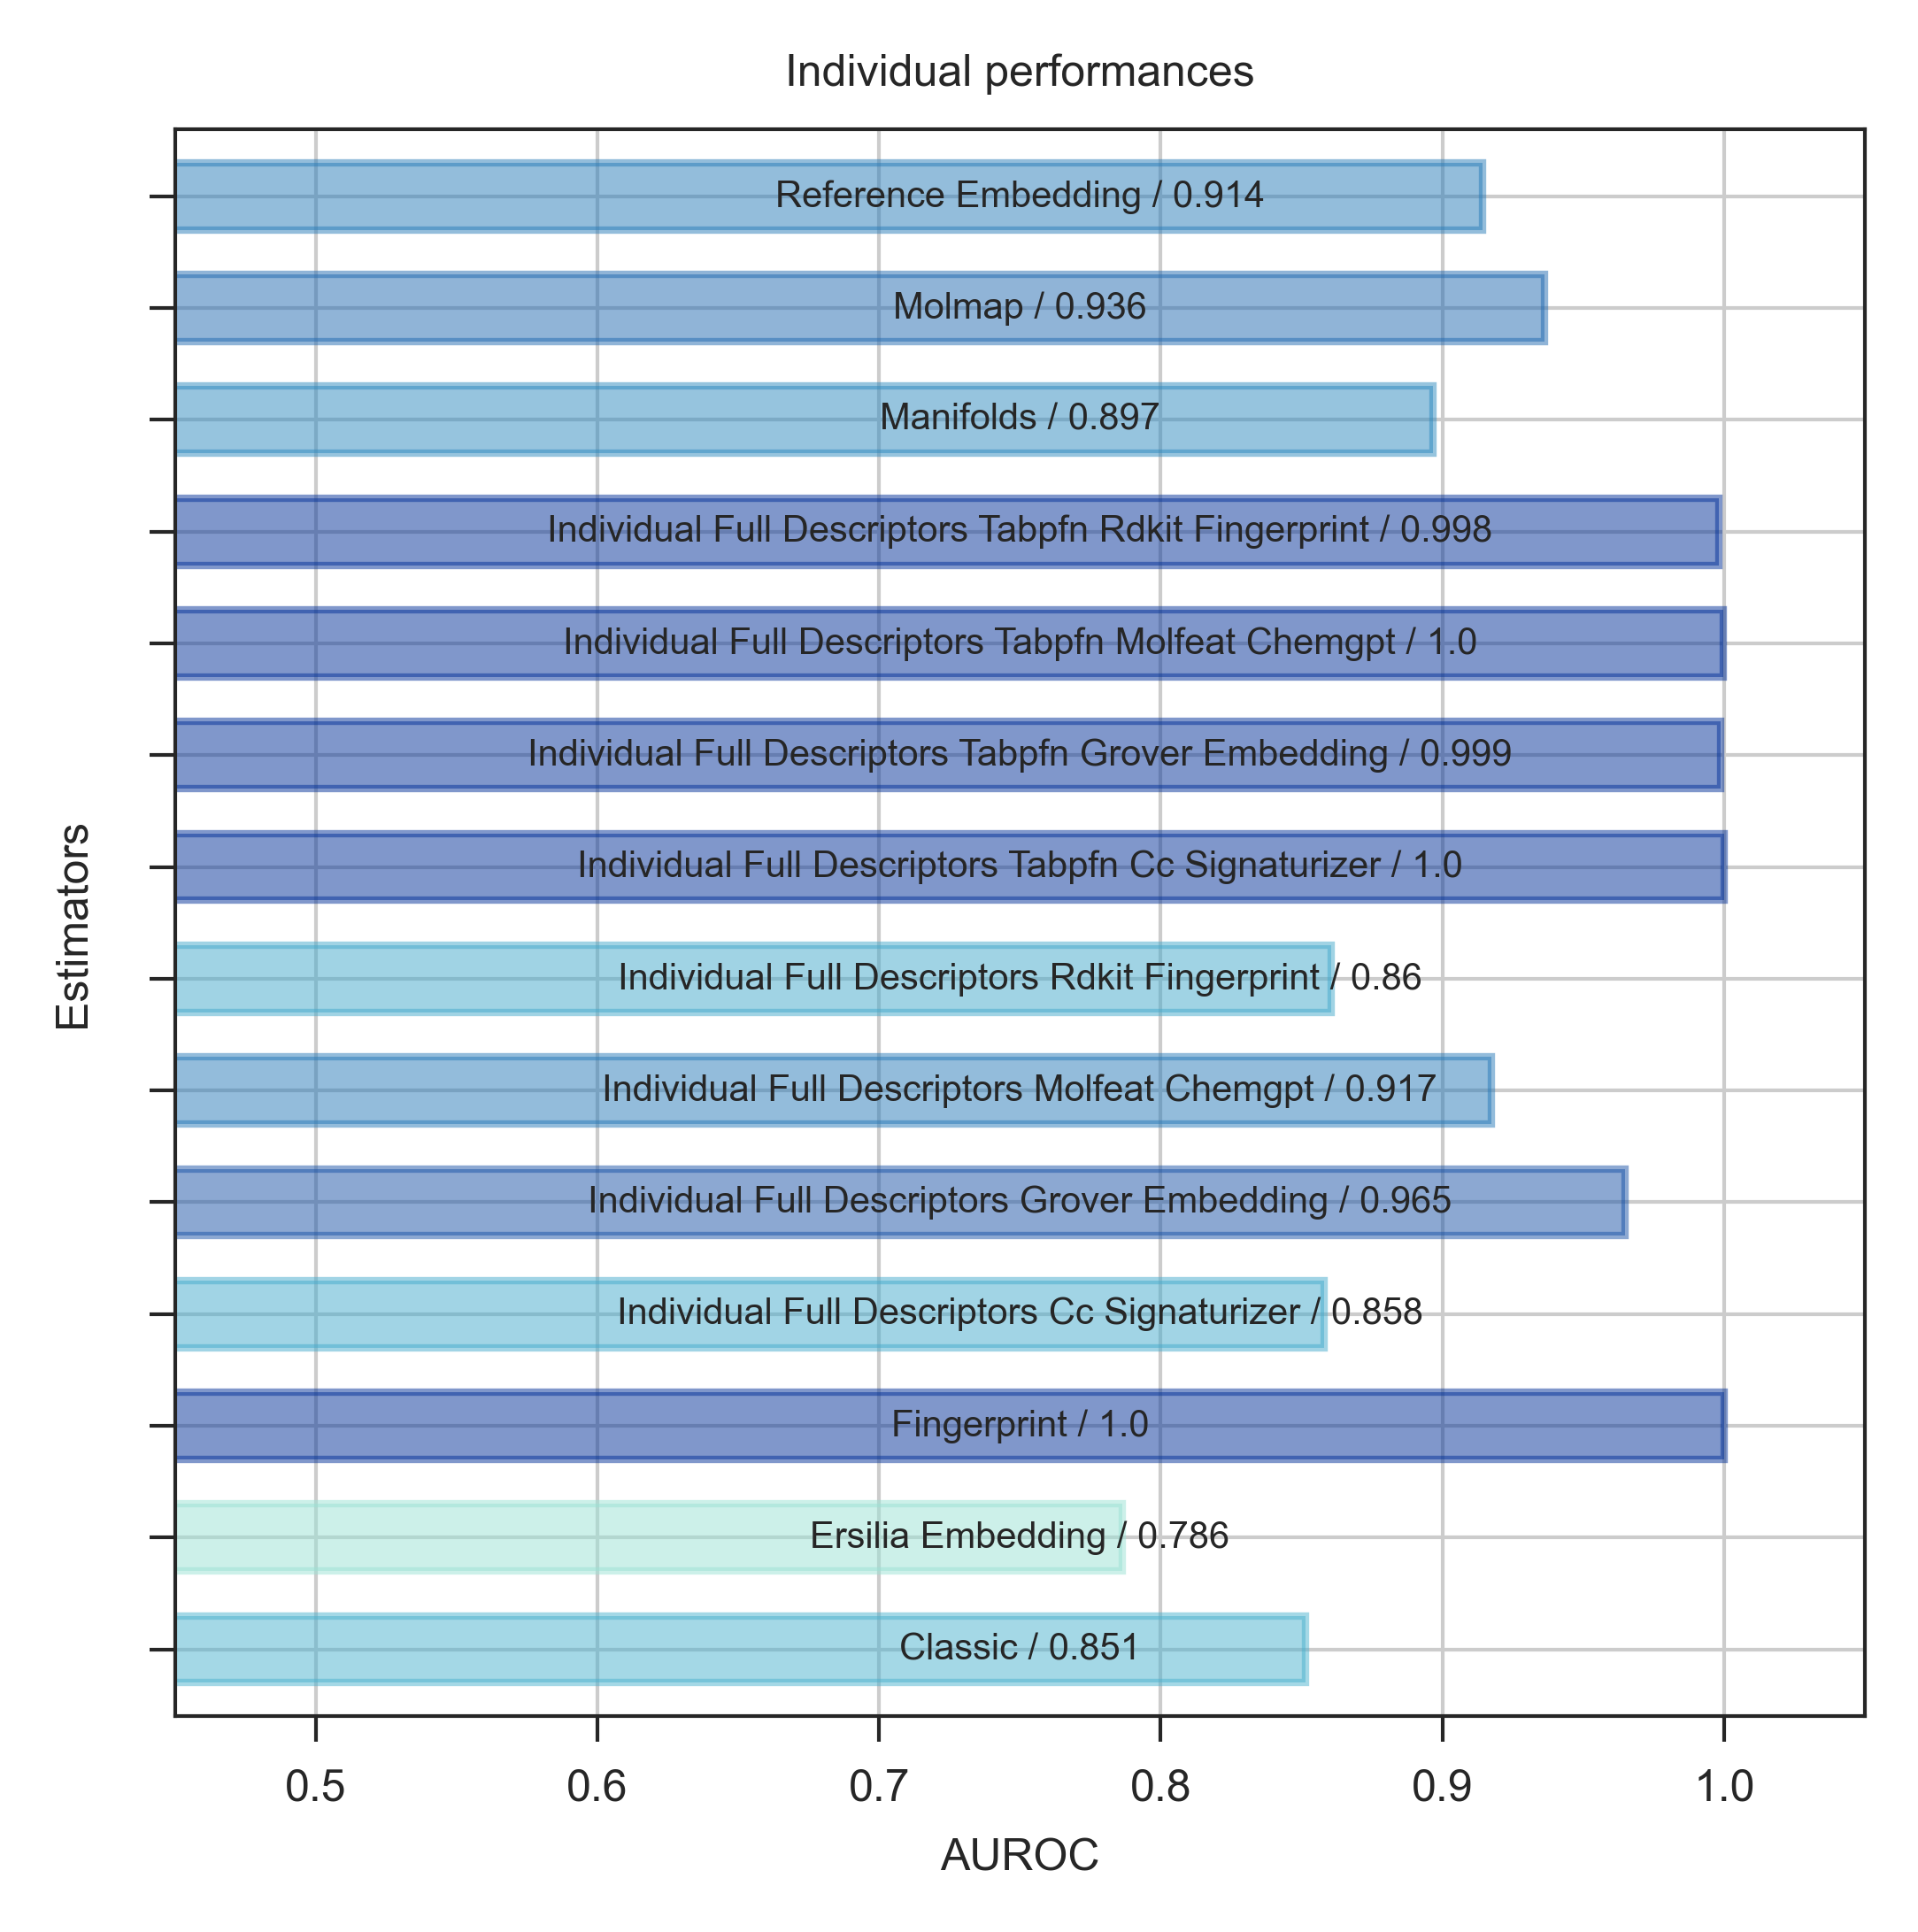 Individual performances
Reference Embedding / 0.914
Molmap / 0.936
Manifolds / 0.897
Individual Full Descriptors Tabpfn Rdkit Fingerprint / 0.998
Individual Full Descriptors Tabpfn Molfeat Chemgpt / 1.0
Individual Full Descriptors Tabpfn Grover Embedding / 0.999
Individual Full Descriptors Tabpfn Cc Signaturizer / 1.0
Individual Full Descriptors Rdkit Fingerprint / 0.86
Individual Full Descriptors Molfeat Chemgpt / 0.917
Individual Full Descriptors Grover Embedding / 0.965
Individual Full Descriptors Cc Signaturizer / 0.858
Fingerprint / 1.0
Ersilia Embedding / 0.786
Classic / 0.851
Estimators
0.5 0.6 0.7 0.8 0.9 1.0
AUROC